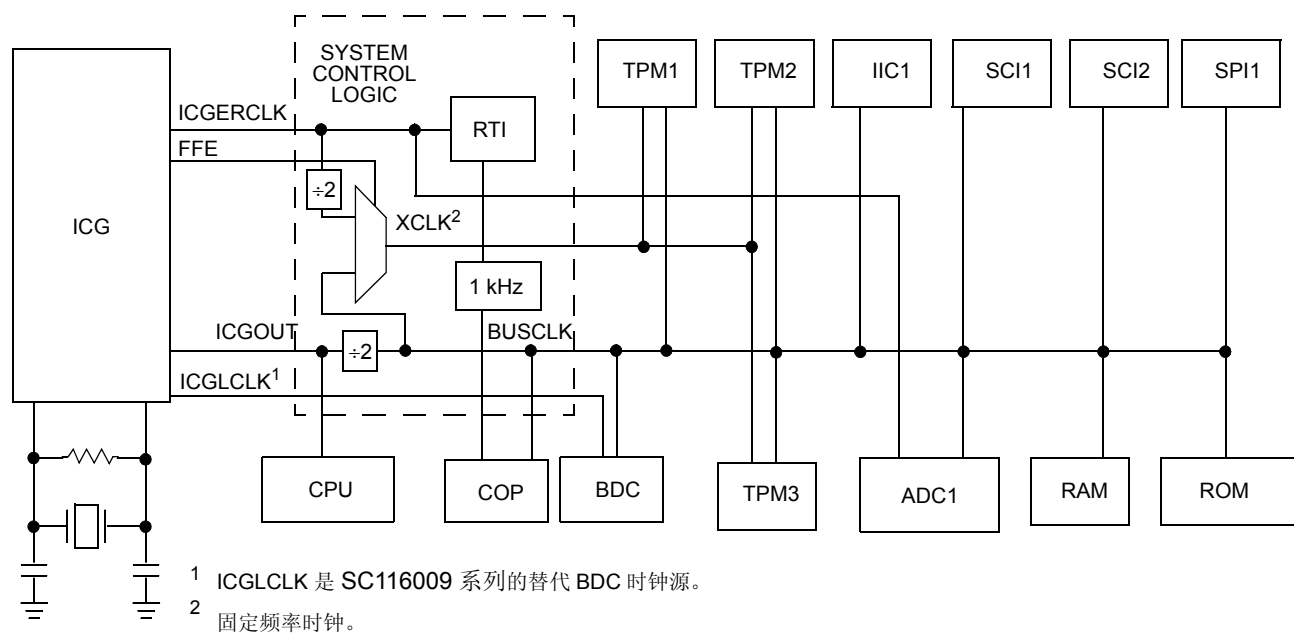 SYSTEM
CONTROL
LOGIC
TPM1
TPM2
IIC1
SCI1
SCI2
SPI1
ICGERCLK
RTI
FFE
÷2
ICG
XCLK2
1 kHz
ICGOUT
÷2
BUSCLK
ICGLCLK1
CPU
COP
BDC
TPM3
ADC1
RAM
ROM
1 ICGLCLK 是 SC116009 系列的替代 BDC 时钟源。
2 固定频率时钟。